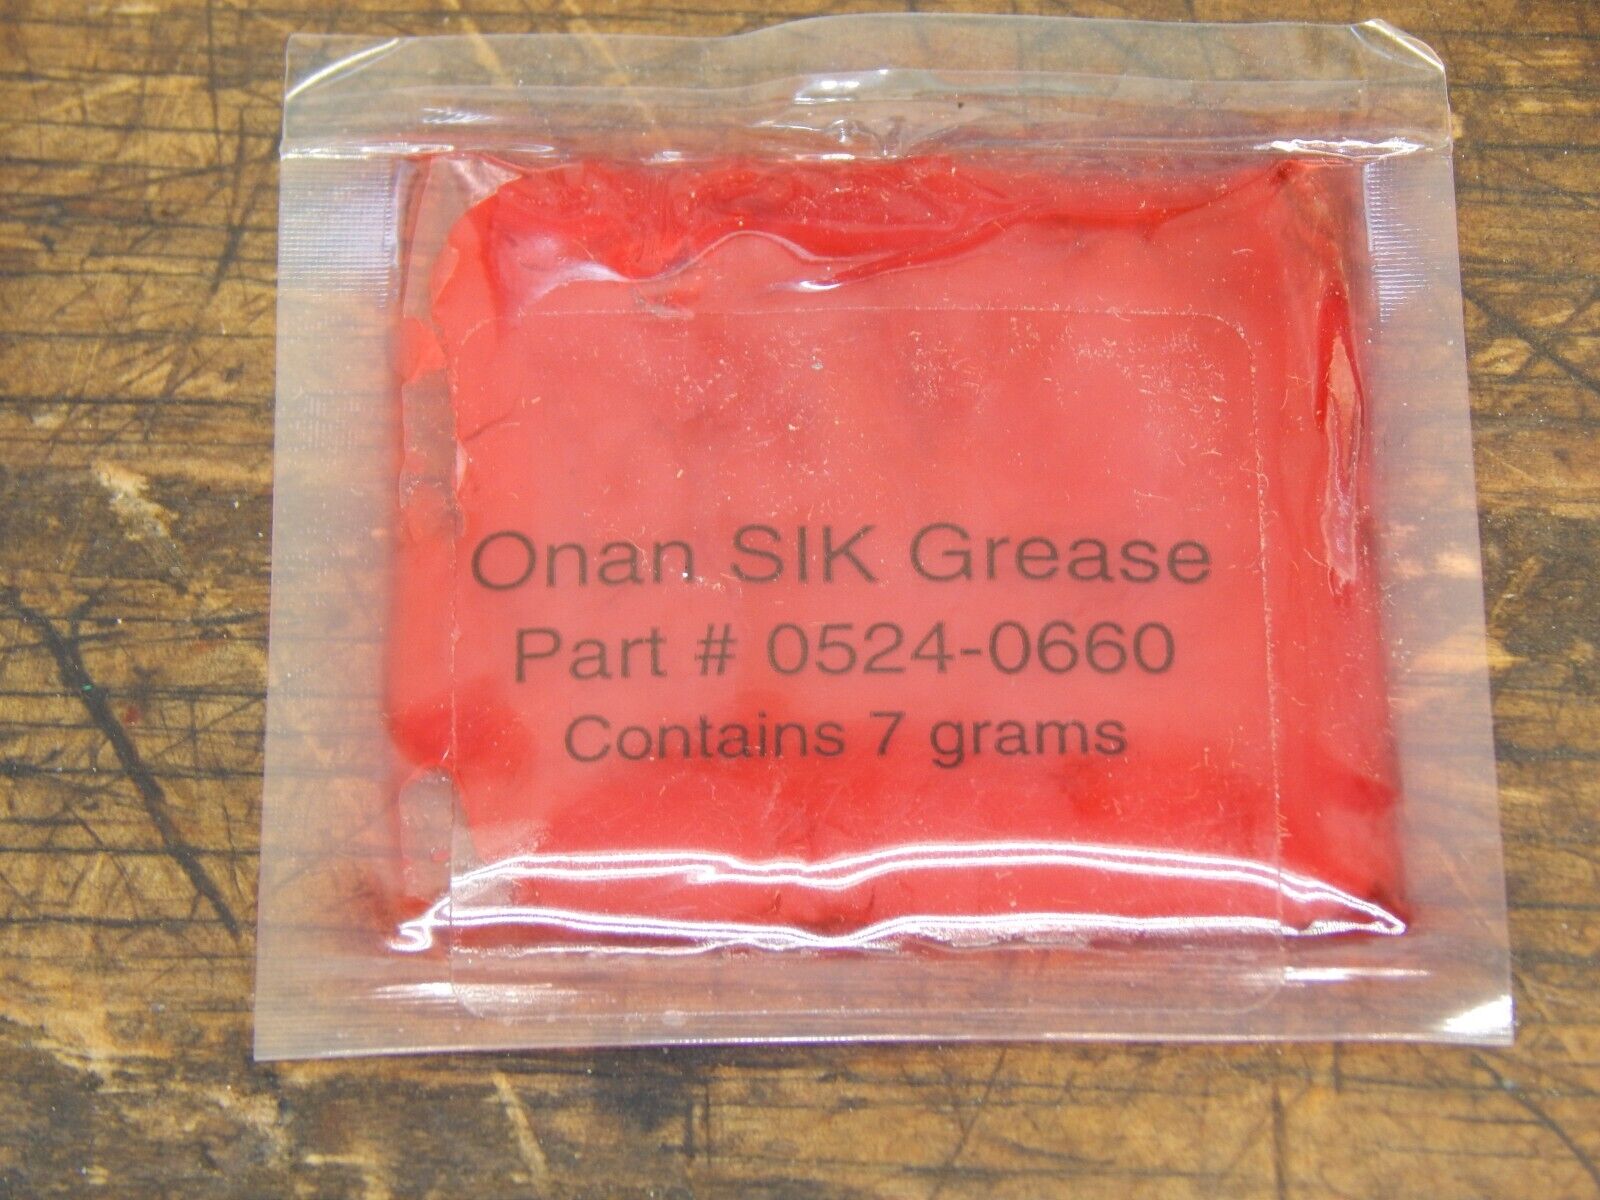 Onan SIK Grease
Part # 0524-0660
Contains 7 grams